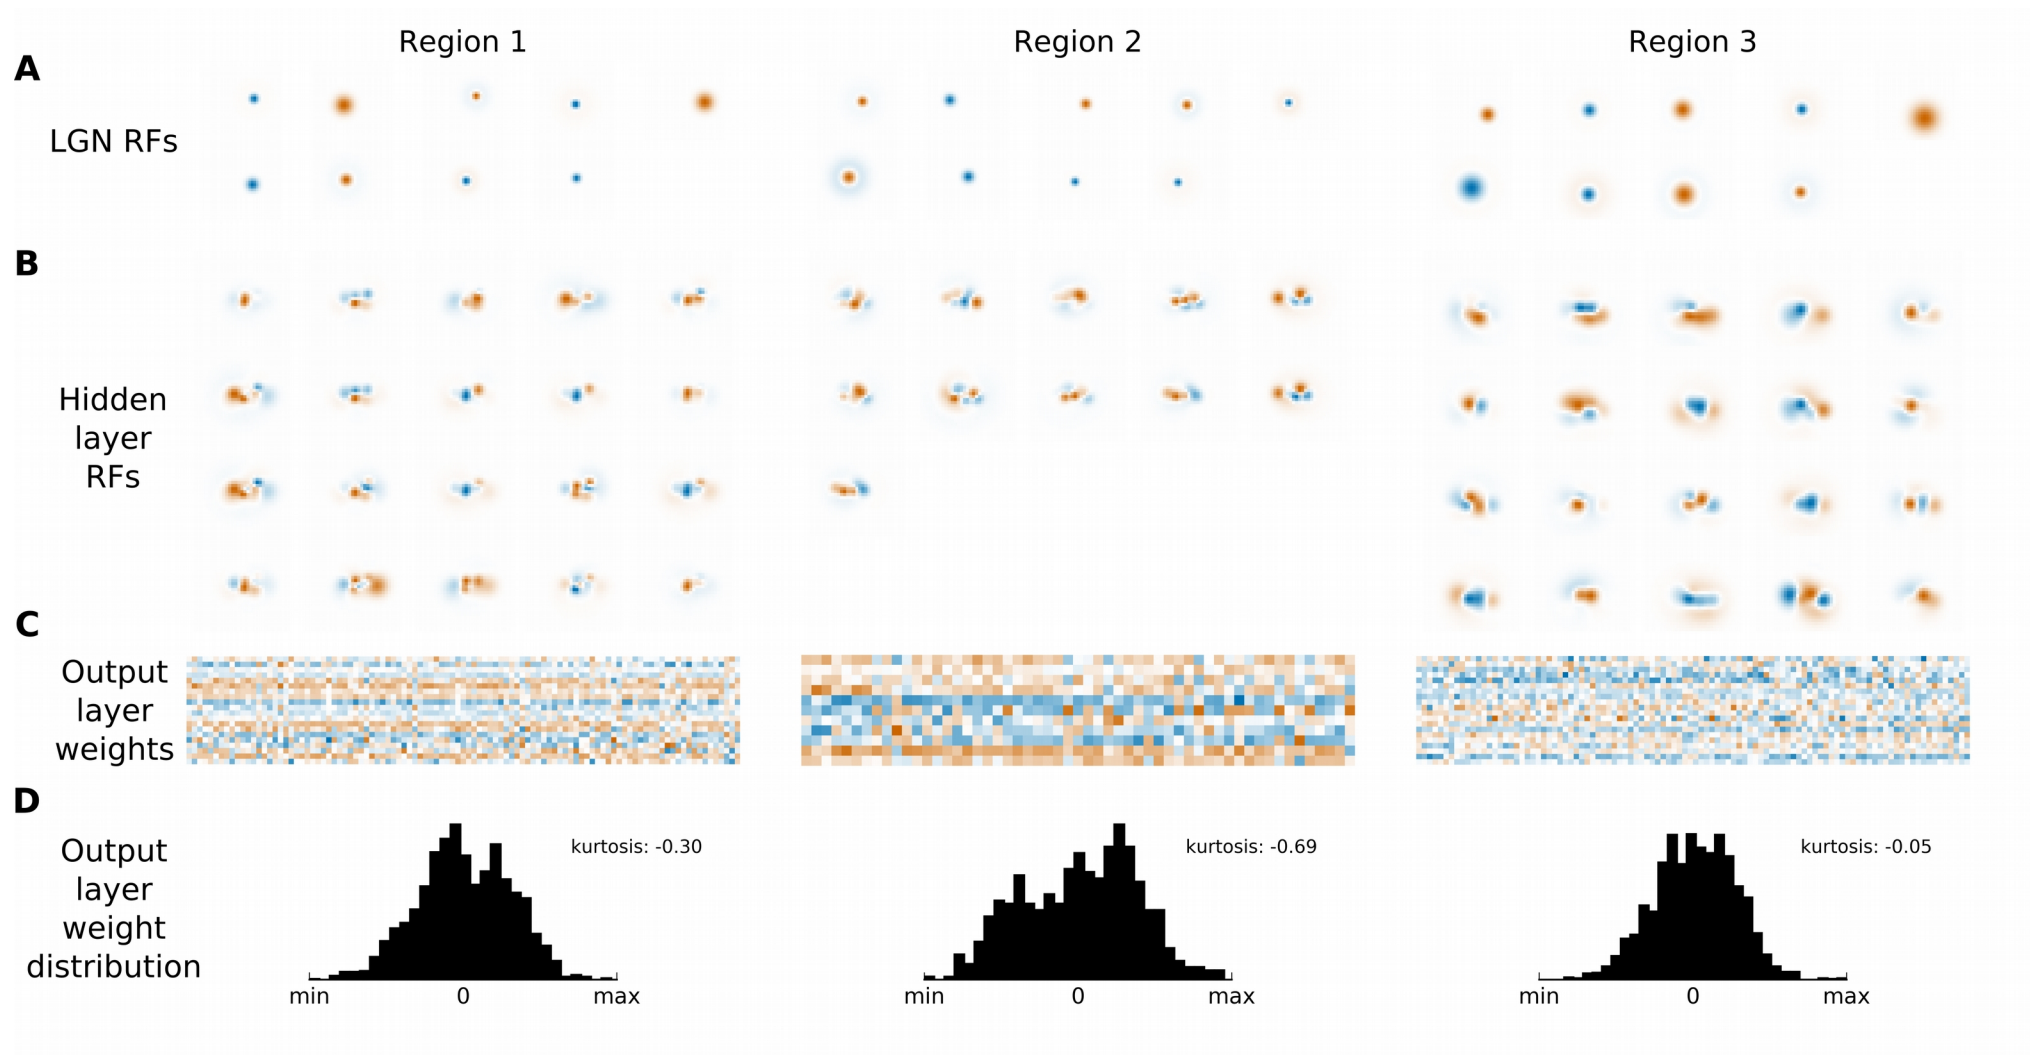 Region 1
Region 2
Region 3
A
LGN RFs
B
Hidden
layer
RFs
C
Output
layer
weights
D
Output
layer
weight
distribution
kurtosis: -0.30
kurtosis: -0.69
kurtosis: -0.05
min
0
max
min
0
max
min
0
max